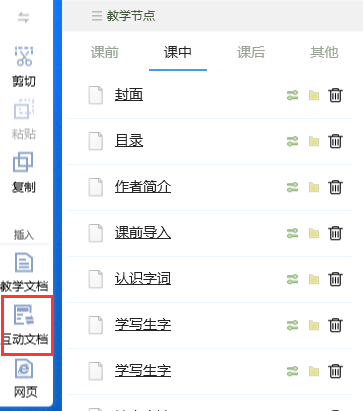 教学节点
课前 课中 课后 其他
剪切
粘贴
复制
插入
教学文档
互动文档
网页
封面
目录
作者简介
课前导入
认识字词
学写生字
学写生字